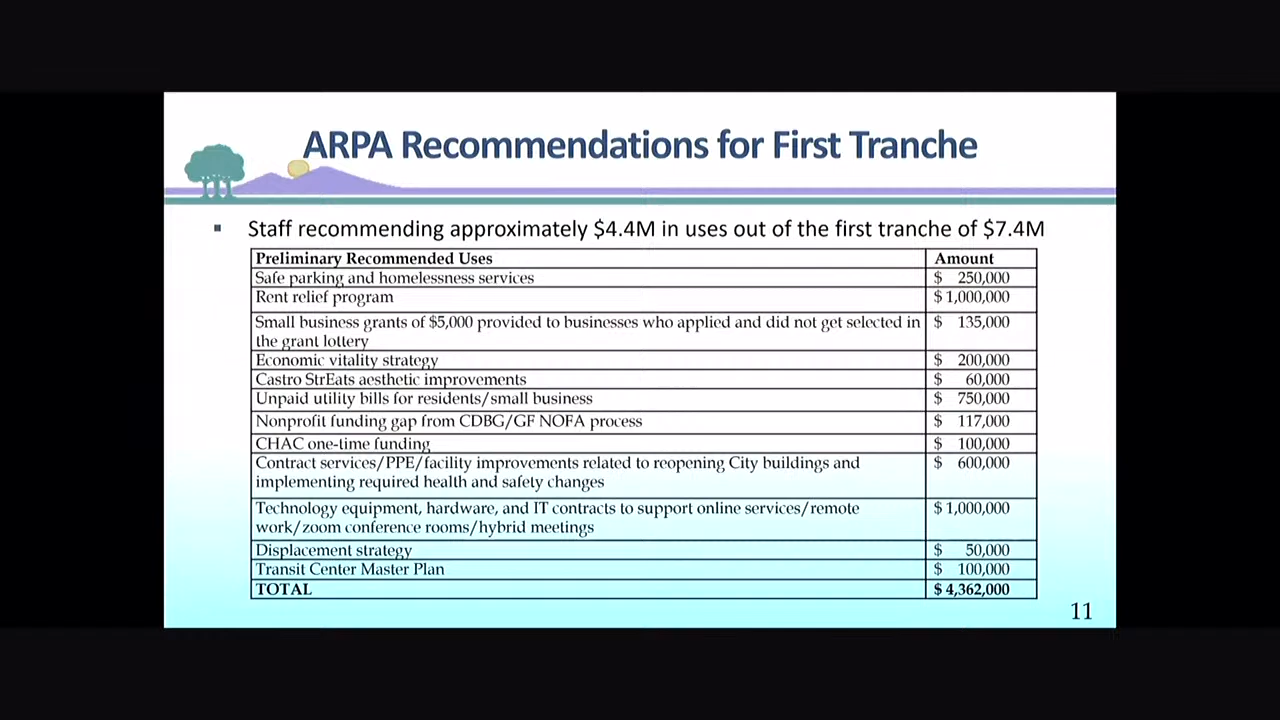 ARPA Recommendations for First Tranche
▪ Staff recommending approximately $4.4M in uses out of the first tranche of $7.4M
Preliminary Recommended Uses Amount
Safe parking and homelessness services $ 250,000
Rent relief program $ 1,000,000
Small business grants of $5,000 provided to businesses who applied and did not get selected in $ 135,000
the grant lottery
Economic vitality strategy $ 200,000
Castro StrEats aesthetic improvements $ 60,000
Unpaid utility bills for residents/small business $ 750,000
Nonprofit funding gap from CDBG/GF NOFA process $ 117,000
CHAC one-time funding $ 100,000
Contract services/PPE/facility improvements related to reopening City buildings and $ 600,000
implementing required health and safety changes
Technology equipment, hardware, and IT contracts to support online services/remote $ 1,000,000
work/zoom conference rooms/hybrid meetings
Displacement strategy $ 50,000
Transit Center Master Plan $ 100,000
TOTAL $ 4,362,000
11